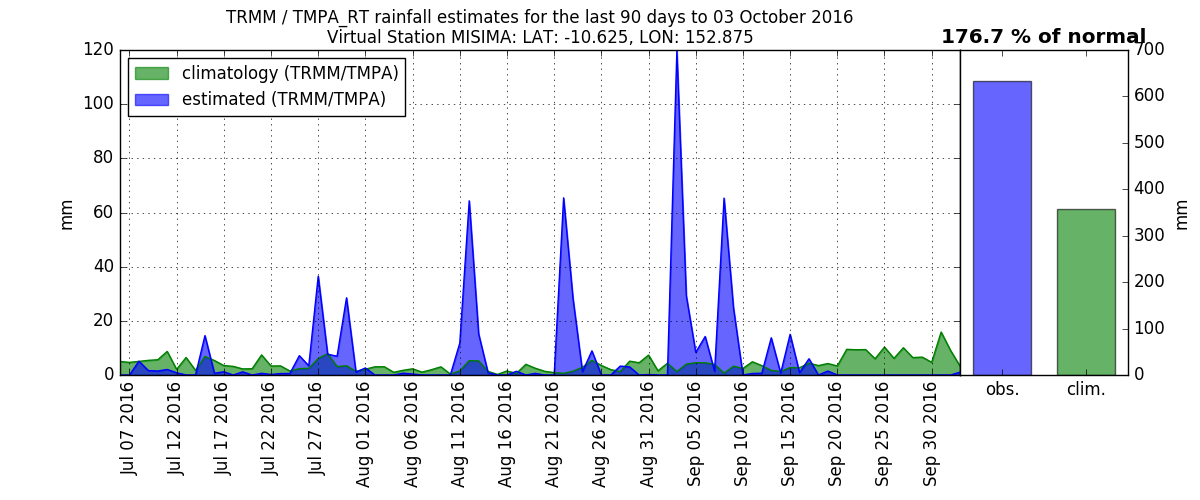 TRMM / TMPA_RT rainfall estimates for the last 90 days to 03 October 2016
Virtual Station MISIMA: LAT: -10.625, LON: 152.875
176.7 % of normal
climatology (TRMM/TMPA)
estimated (TRMM/TMPA)
120
100
80
60
40
20
0
mm
Jul 07 2016
Jul 12 2016
Jul 17 2016
Jul 22 2016
Jul 27 2016
Aug 01 2016
Aug 06 2016
Aug 11 2016
Aug 16 2016
Aug 21 2016
Aug 26 2016
Aug 31 2016
Sep 05 2016
Sep 10 2016
Sep 15 2016
Sep 20 2016
Sep 25 2016
Sep 30 2016
700
600
500
400
300
200
100
0
mm
obs.
clim.